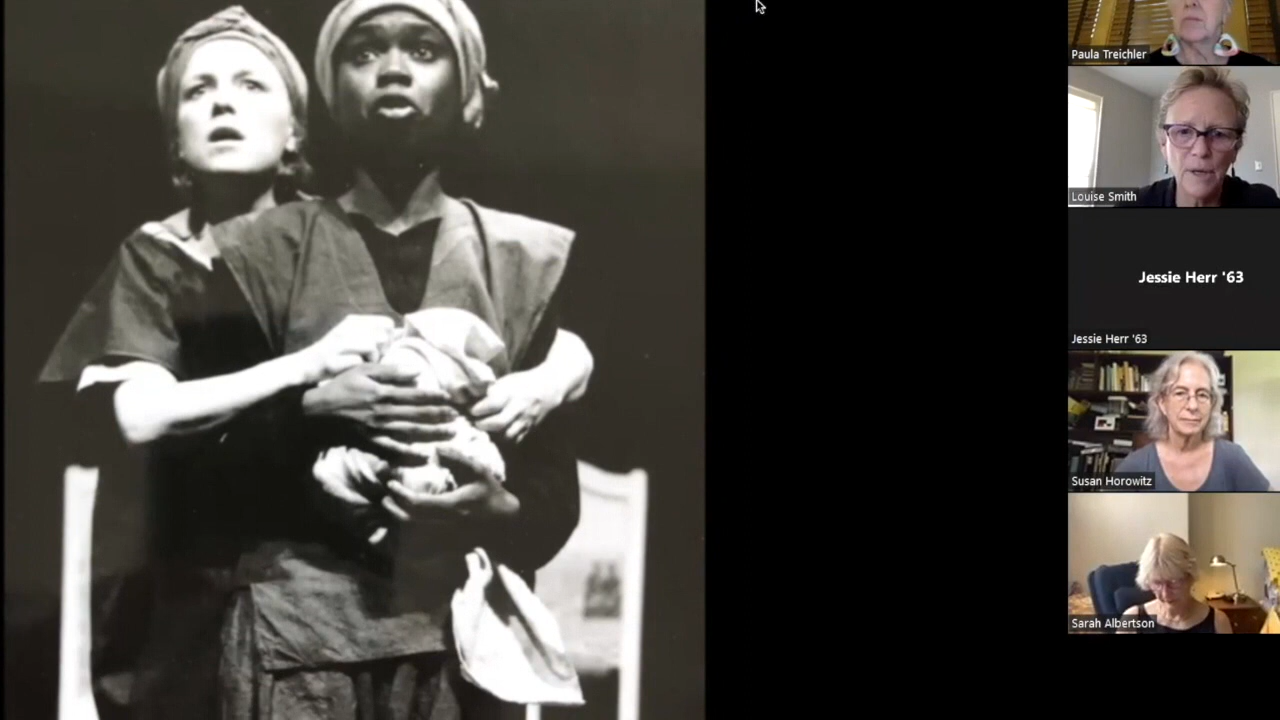 Paula Treichler
Louise Smith
Jessie Herr '63
Jessie Herr '63
Susan Horowitz
Sarah Albertson